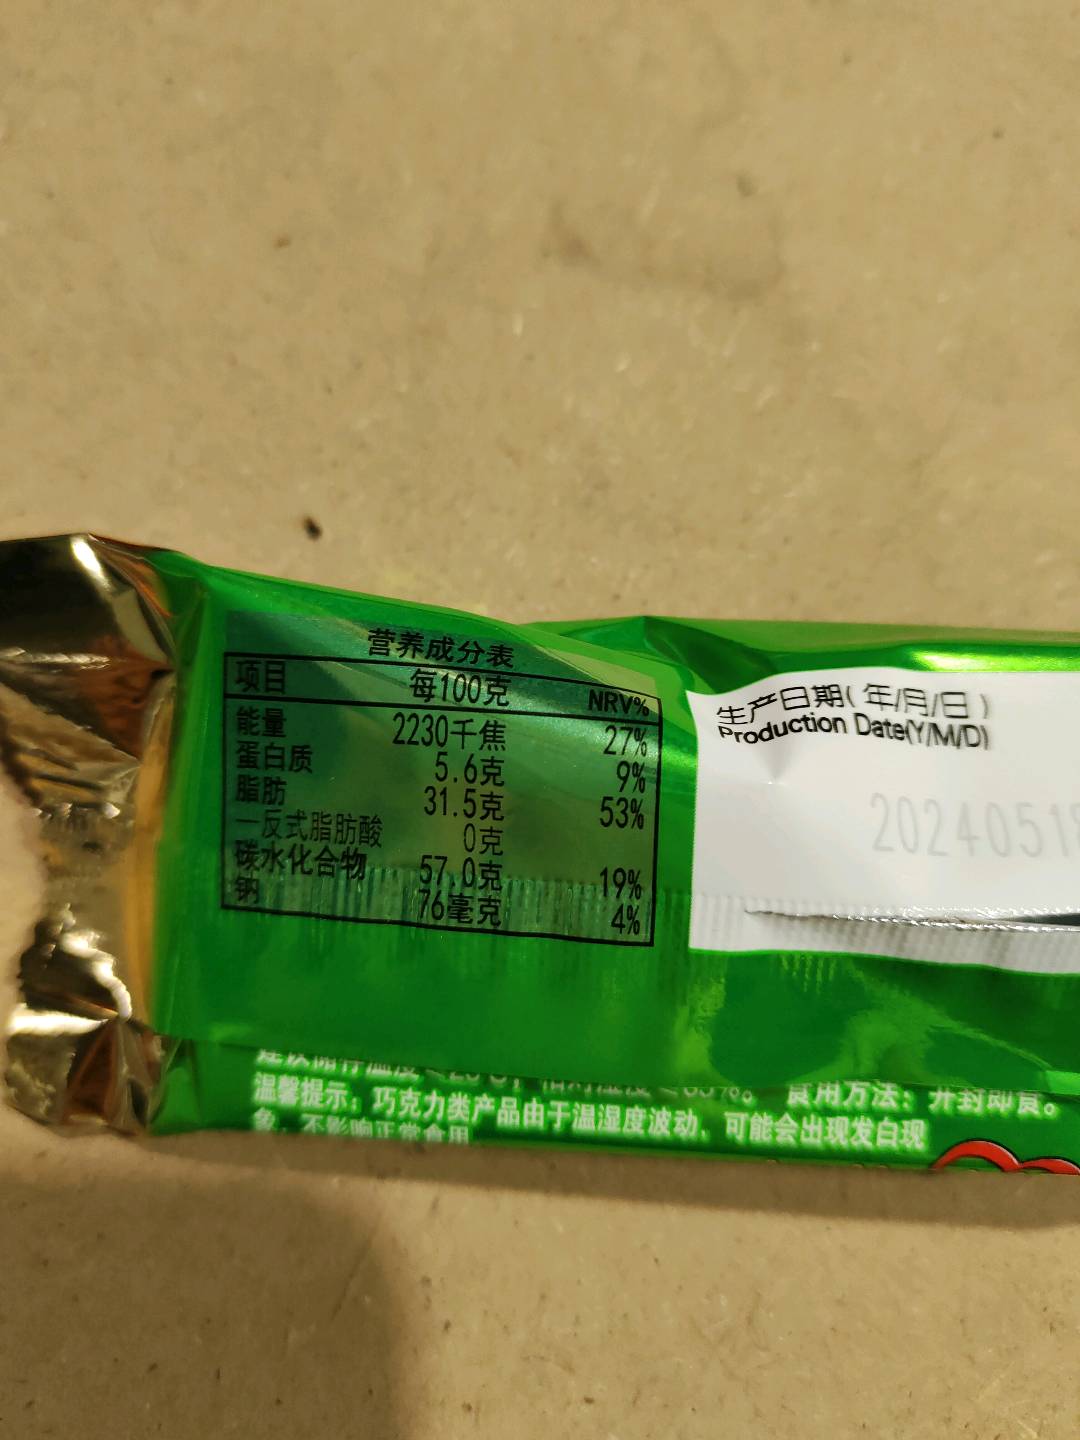 营养成分表
项目 每100克 NRV%
能量 2230千焦 27%
蛋白质 5.6克 9%
脂肪 31.5克 53%
—反式脂肪酸 0克
碳水化合物 57.0克 19%
钠 76毫克 4%
生产日期(年/月/日)
Production Date(Y/M/D)
2024051
食用方法：开封即食。
温馨提示：巧克力类产品由于温湿度波动，可能会出现发白现
象，不影响正常食用